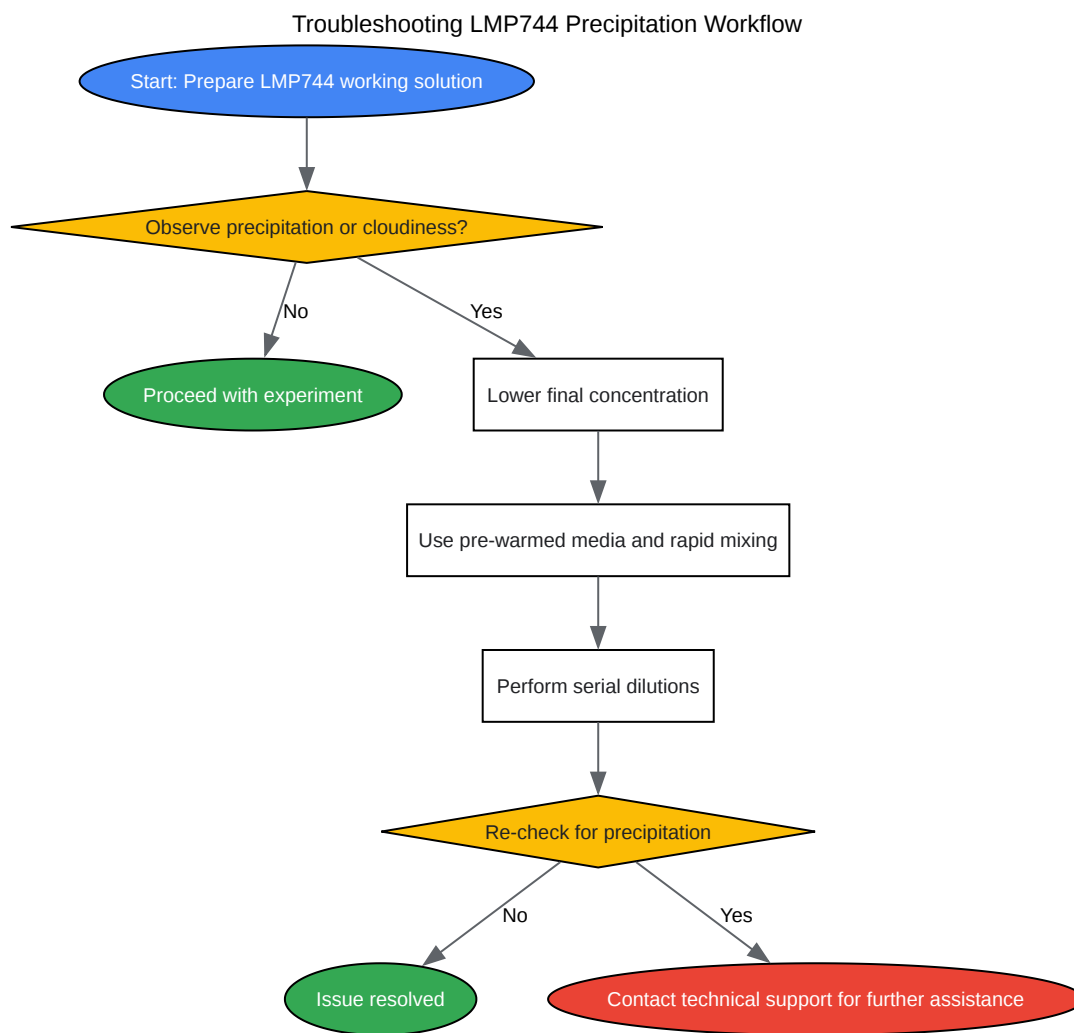 Troubleshooting LMP744 Precipitation Workflow
Start: Prepare LMP744 working solution
Observe precipitation or cloudiness?
No
Yes
Proceed with experiment
Lower final concentration
Use pre-warmed media and rapid mixing
Perform serial dilutions
Re-check for precipitation
No
Yes
Issue resolved
Contact technical support for further assistance